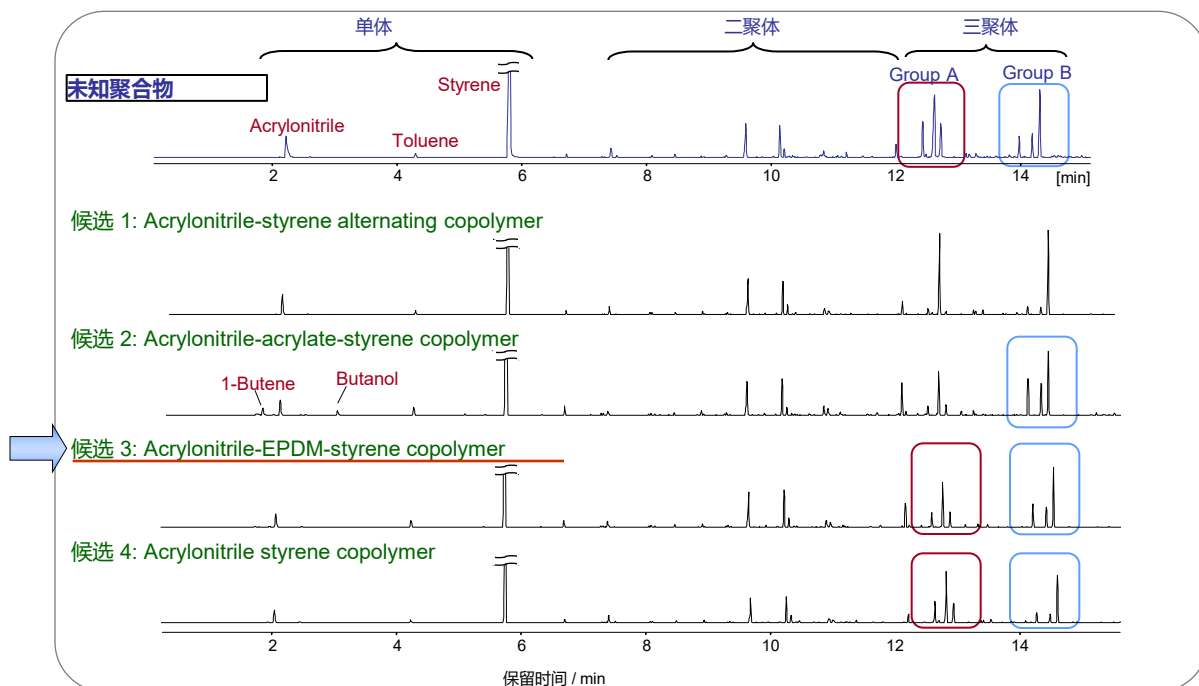 单体
二聚体
三聚体
未知聚合物
Styrene
Group A
Group B
Acrylonitrile
Toluene
2 4 6 8 10 12 14
[min]
候选 1: Acrylonitrile-styrene alternating copolymer
候选 2: Acrylonitrile-acrylate-styrene copolymer
1-Butene
Butanol
候选 3: Acrylonitrile-EPDM-styrene copolymer
候选 4: Acrylonitrile styrene copolymer
2 4 6 8 10 12 14
保留时间 / min